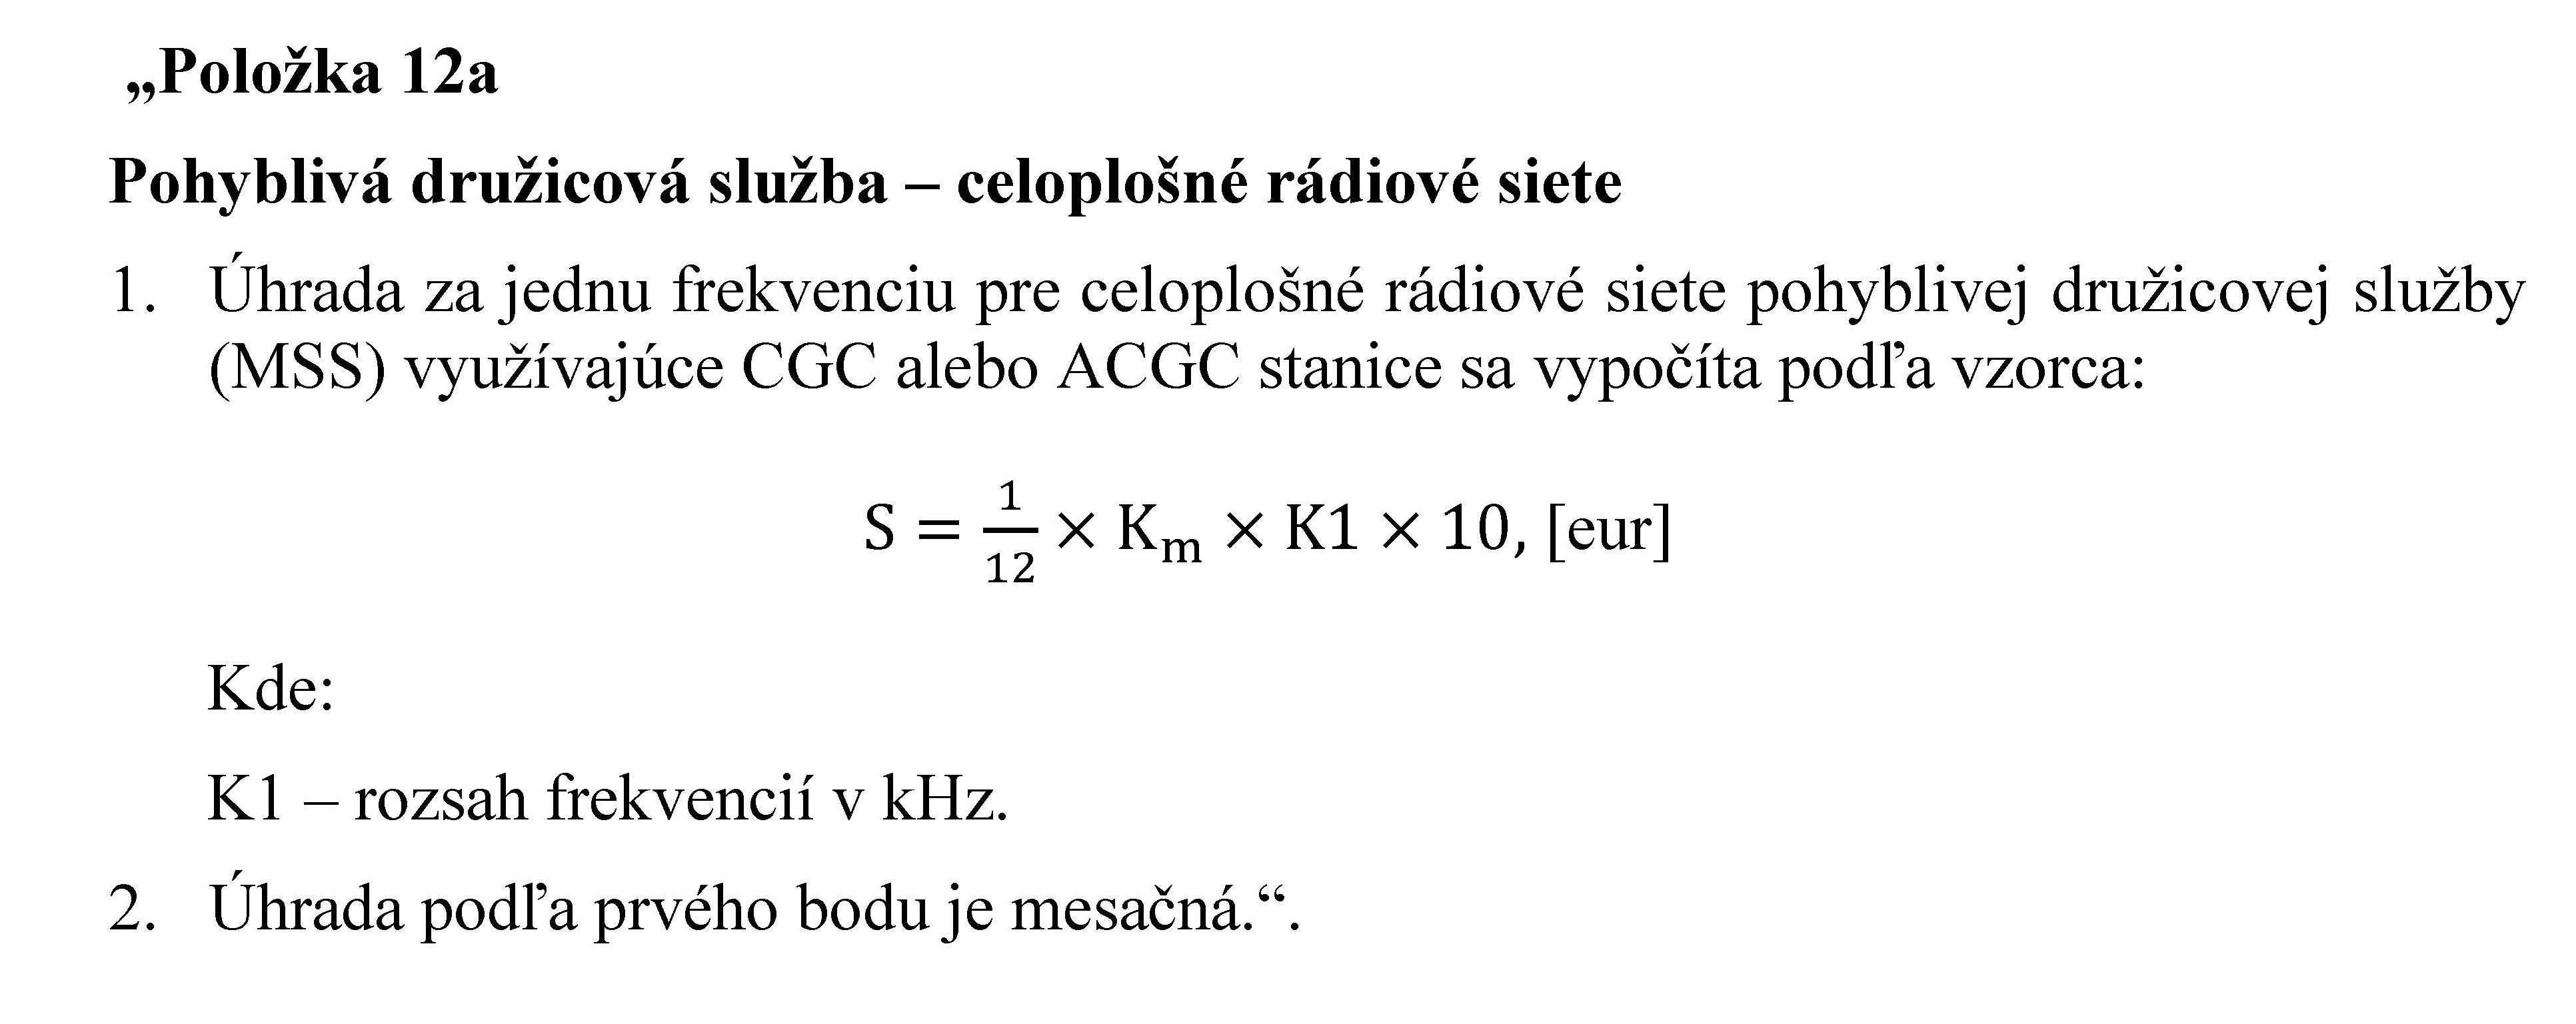 „Položka 12a
Pohyblivá družicová služba – celoplošné rádiové siete
1. Úhrada za jednu frekvenciu pre celoplošné rádiové siete pohyblivej družicovej služby
(MSS) využívajúce CGC alebo ACGC stanice sa vypočíta podľa vzorca:
S = 1/12 × Kₘ × K1 × 10, [eur]
Kde:
K1 – rozsah frekvencií v kHz.
2. Úhrada podľa prvého bodu je mesačná.“.